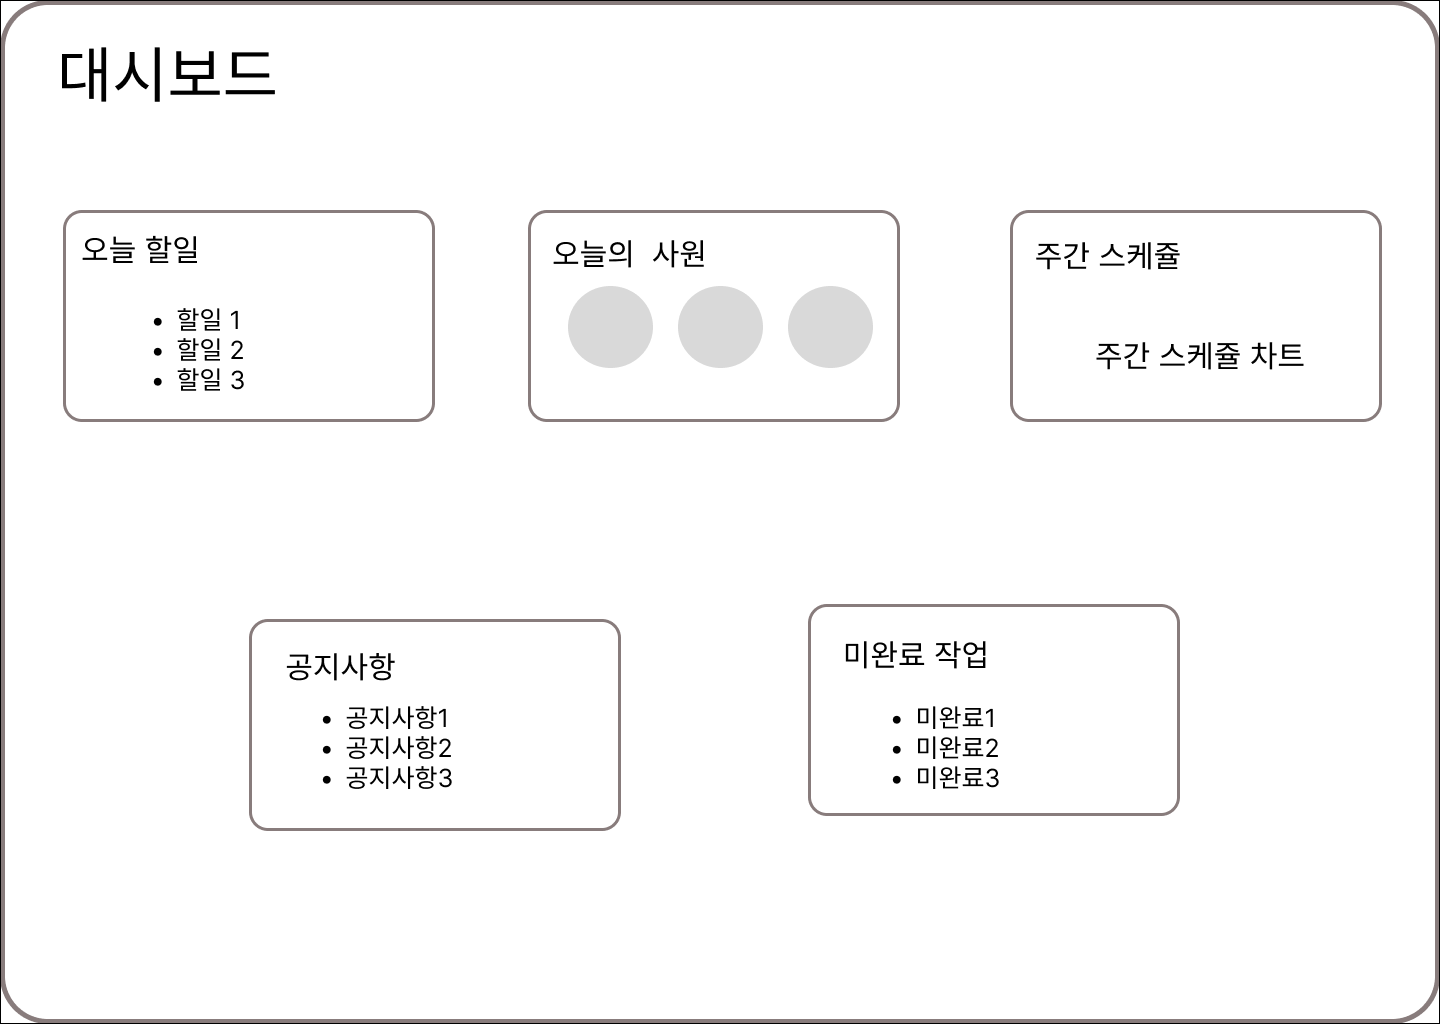 대시보드
오늘 할일
할일 1
할일 2
할일 3
오늘의 사원
주간 스케쥴
주간 스케쥴 차트
공지사항
공지사항1
공지사항2
공지사항3
미완료 작업
미완료1
미완료2
미완료3